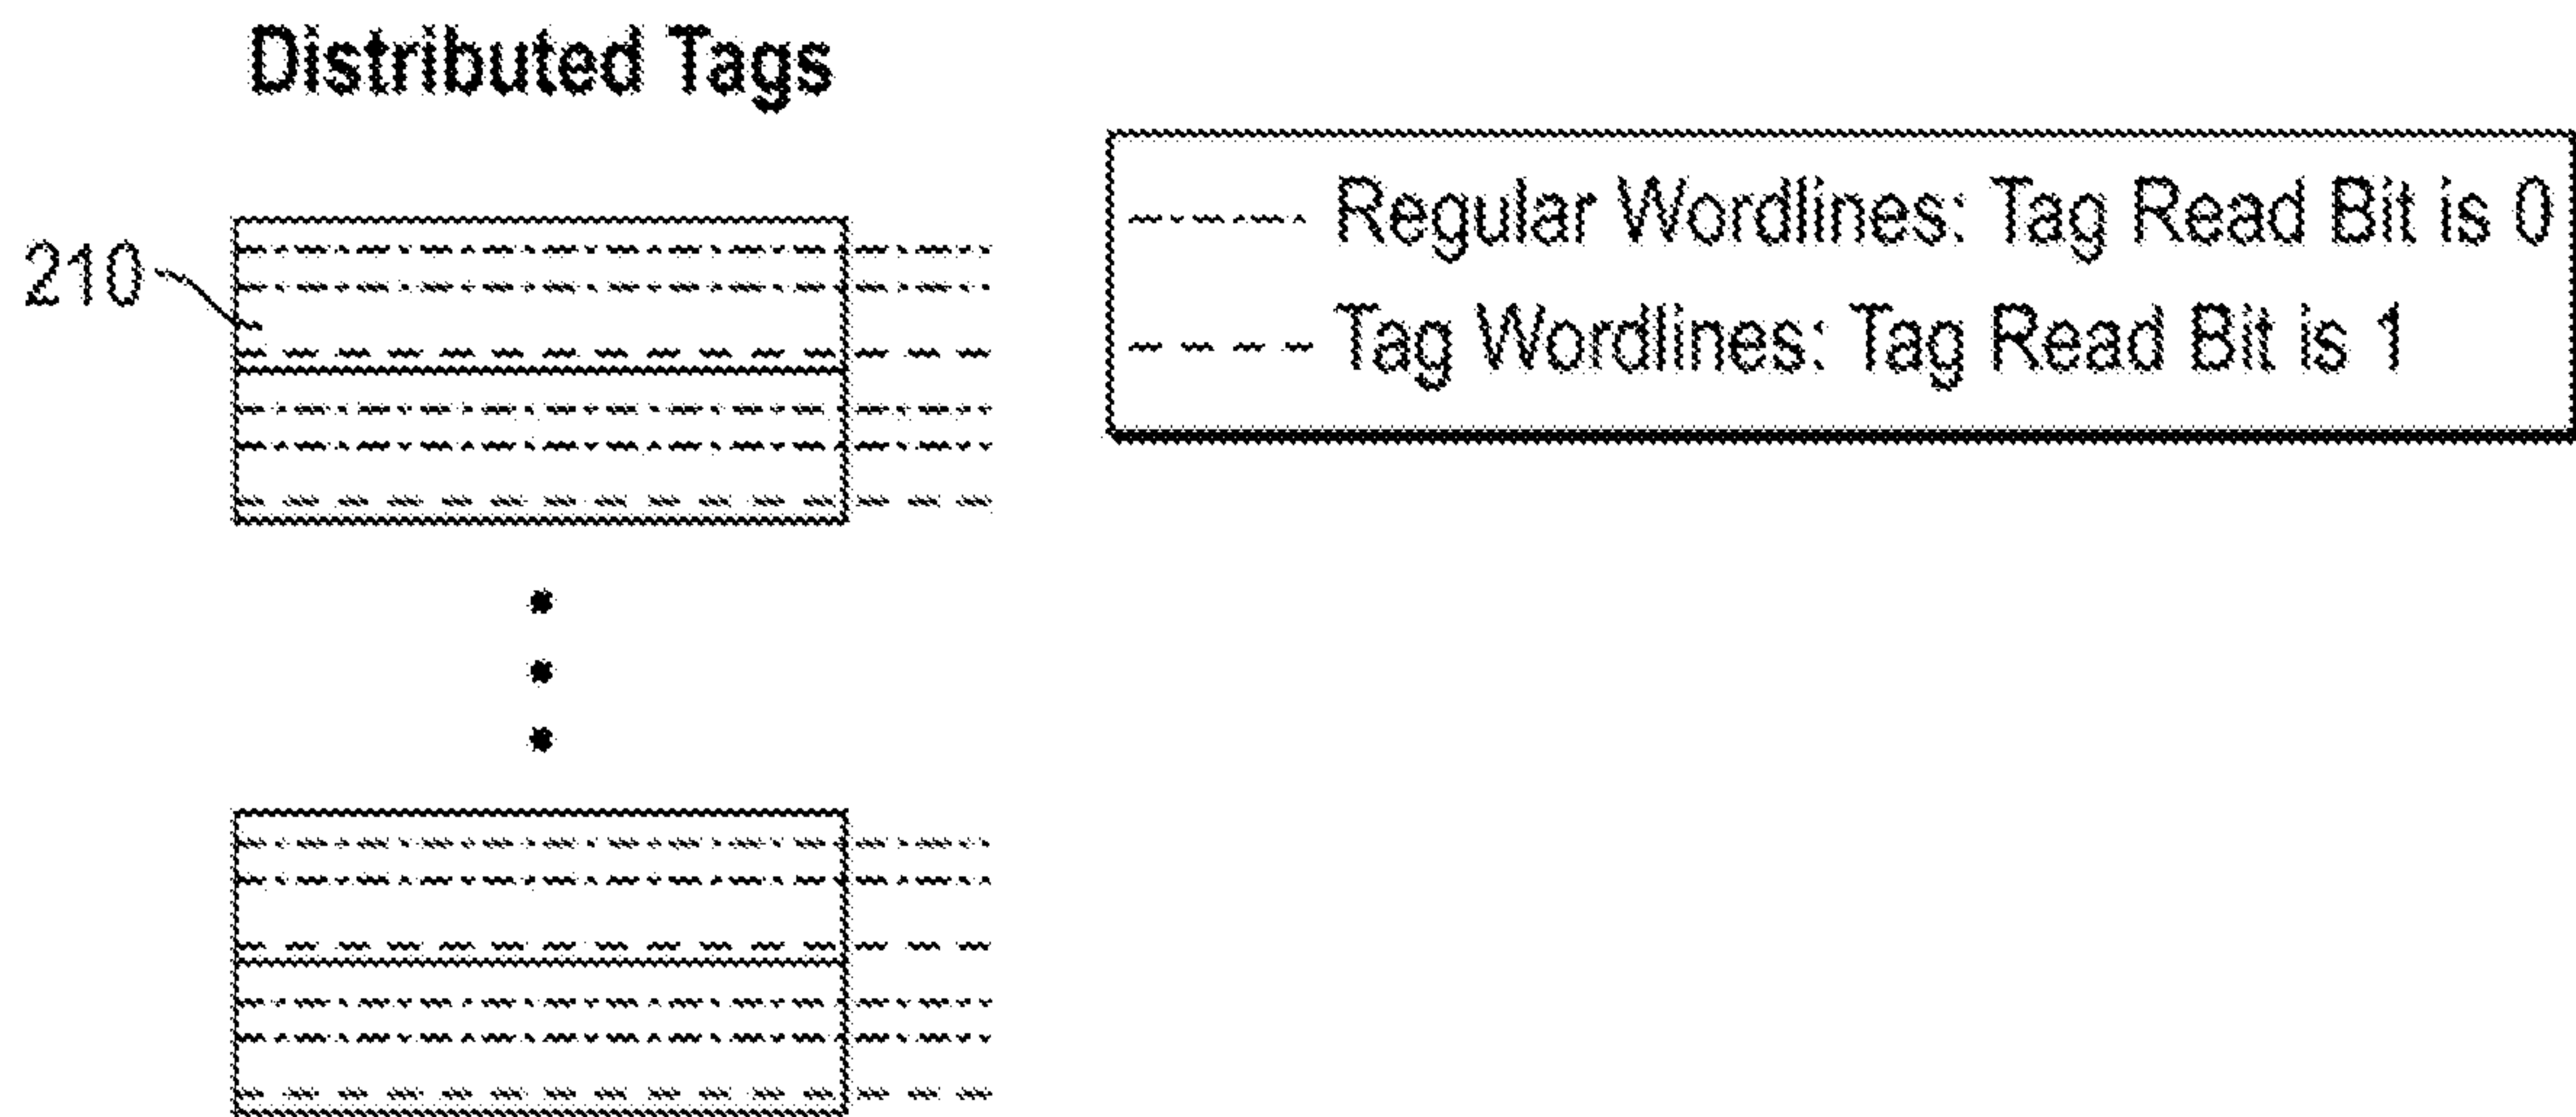 Distributed Tags
Regular Wordlines: Tag Read Bit is 0
210
Tag Wordlines: Tag Read Bit is 1